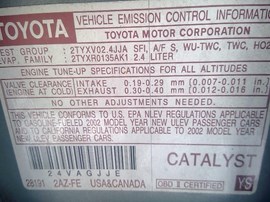 TOYOTA
VEHICLE EMISSION CONTROL INFORMATI
TOYOTA MOTOR CORPORATION
EST GROUP : 2TYXV02.4JJA SFI, A/F S, WU-TWC, TWC, HO2
VAP. FAMILY : 2TYXR0135AK1 2.4 LITER
ENGINE TUNE-UP SPECIFICATIONS FOR ALL ALTITUDES
VALVE CLEARANCE INTAKE 0.19-0.29 mm (0.007-0.011 in.
EXHAUST 0.30-0.40 mm (0.012-0.016 in.
NO OTHER ADJUSTMENTS NEEDED.
THIS VEHICLE CONFORMS TO U.S. EPA NLEV REGULATIONS APPLICABLE
TO GASOLINE-FUELED 2002 MODEL YEAR NEW ULEV PASSENGER CARS
REGULATIONS APPLICABLE TO 2002 MODEL YEAR NEW ULEV PASSENGER CARS.
CATALYST
24VAGJJE
28191 2AZ-FE USA&CANADA
OBD II CERTIFIED
YS